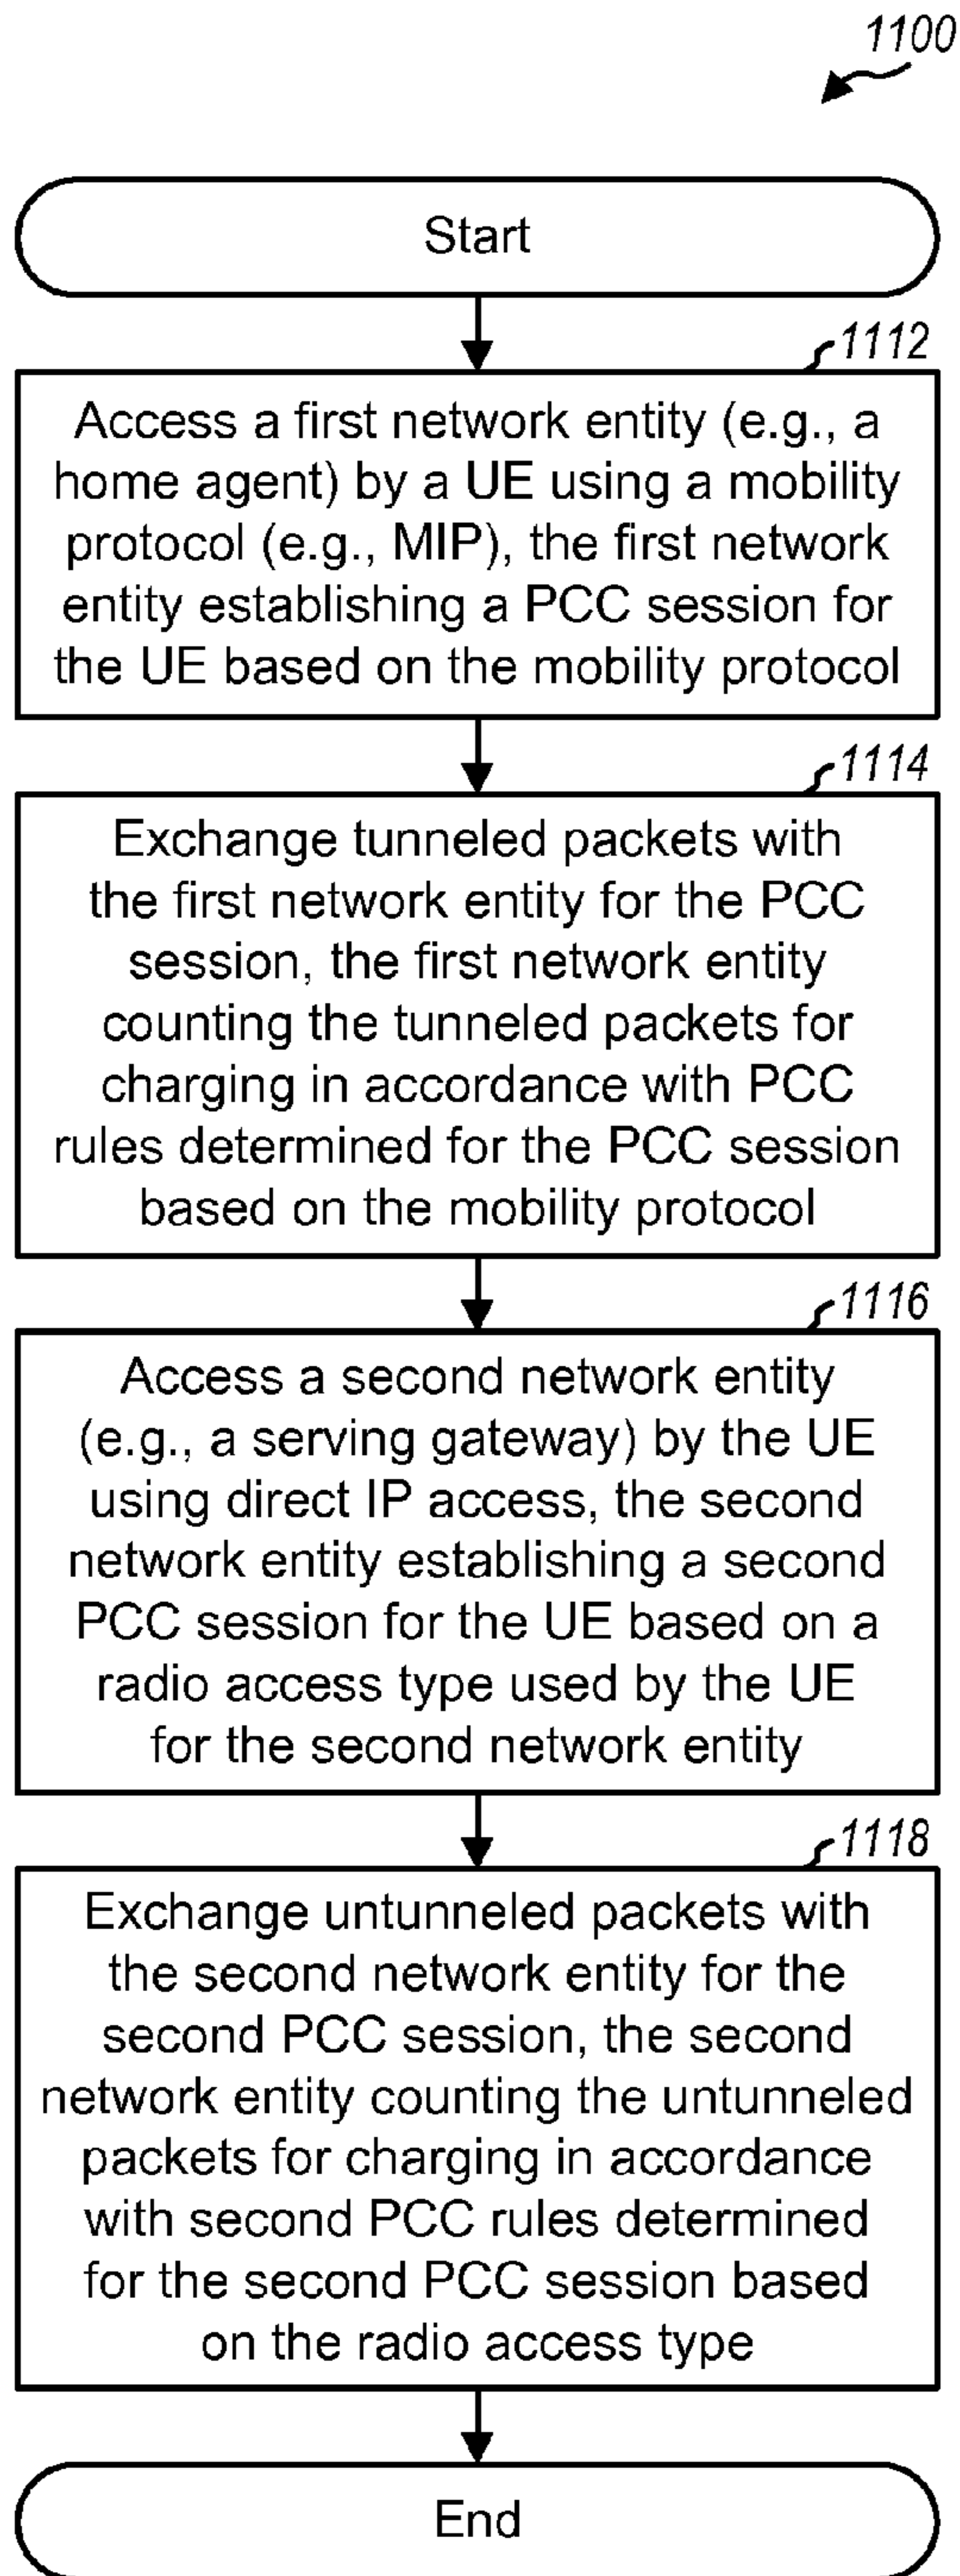 1100
Start
1112
Access a first network entity (e.g., a
home agent) by a UE using a mobility
protocol (e.g., MIP), the first network
entity establishing a PCC session for
the UE based on the mobility protocol
1114
Exchange tunneled packets with
the first network entity for the PCC
session, the first network entity
counting the tunneled packets for
charging in accordance with PCC
rules determined for the PCC session
based on the mobility protocol
1116
Access a second network entity
(e.g., a serving gateway) by the UE
using direct IP access, the second
network entity establishing a second
PCC session for the UE based on a
radio access type used by the UE
for the second network entity
1118
Exchange untunneled packets with
the second network entity for the
second PCC session, the second
network entity counting the untunneled
packets for charging in accordance
with second PCC rules determined
for the second PCC session based
on the radio access type
End